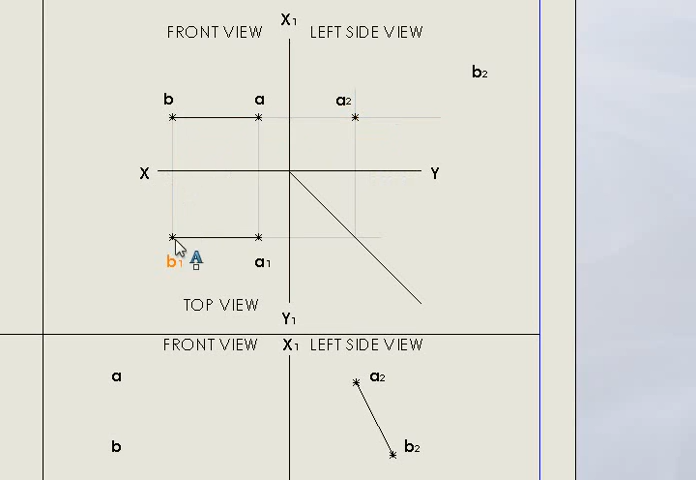 X1
FRONT VIEW LEFT SIDE VIEW
b2
b a a2
X Y
b1 A a1
TOP VIEW
Y1
FRONT VIEW X1 LEFT SIDE VIEW
a a2
b b2